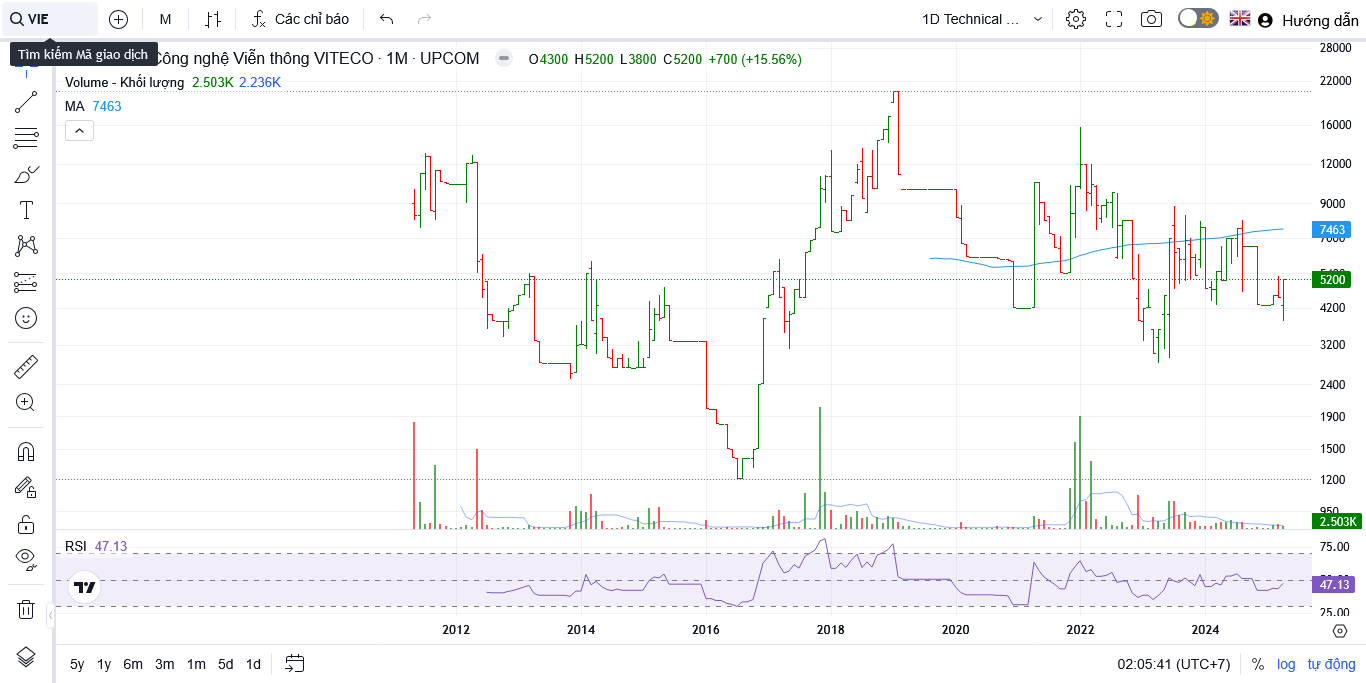 VIE M Các chỉ báo 1D Technical ... Hướng dẫn
Tìm kiếm Mã giao dịch
Công nghệ Viễn thông VITECO · 1M · UPCOM O4300 H5200 L3800 C5200 +700 (+15.56%)
Volume - Khối lượng 2.503K 2.236K
MA 7463
28000
22000
16000
12000
9000
7463
7000
5200
4200
3200
2400
1900
1500
1200
950
2.503K
RSI 47.13
75.00
47.13
25.00
2012 2014 2016 2018 2020 2022 2024
5y 1y 6m 3m 1m 5d 1d 02:05:41 (UTC+7) % log tự động